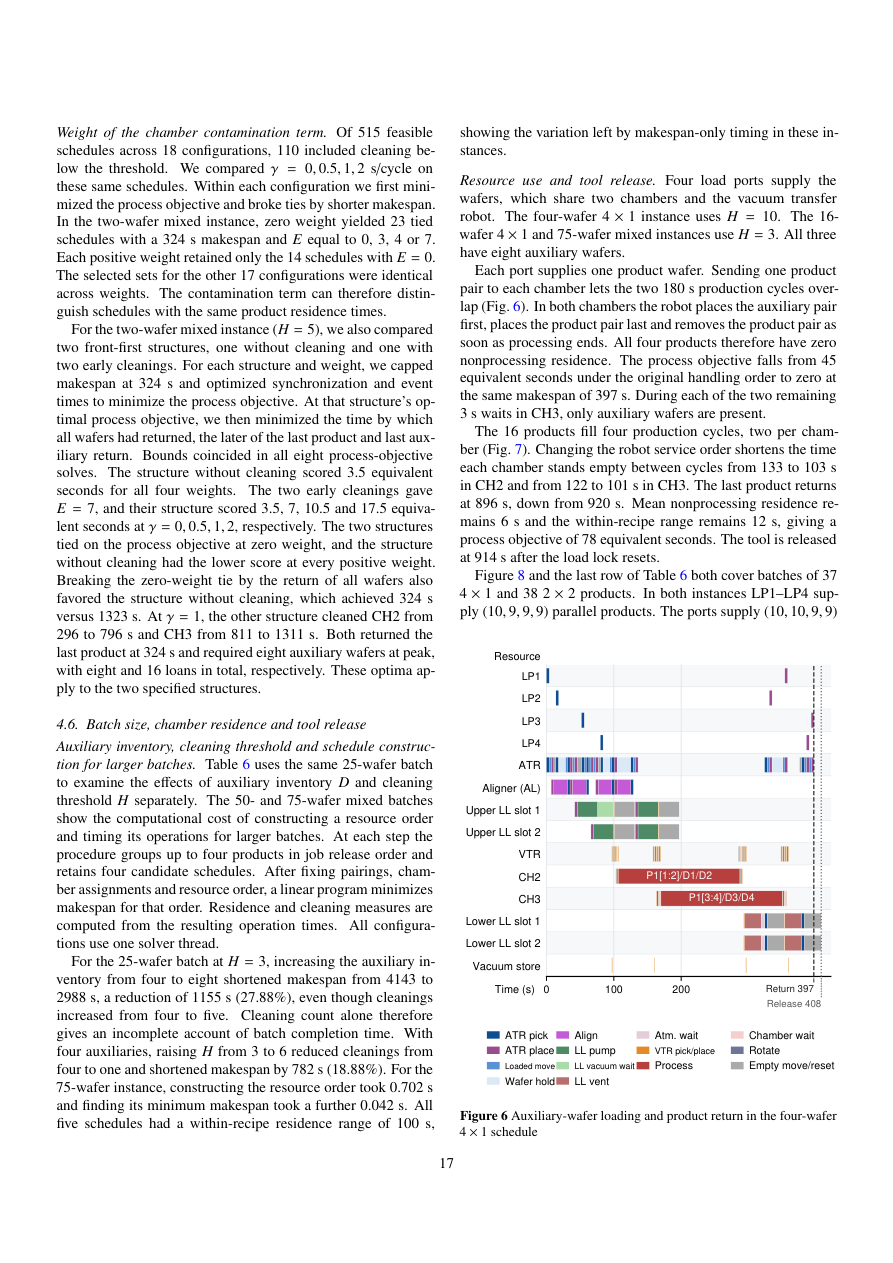 Weight of the chamber contamination term. Of 515 feasible
schedules across 18 configurations, 110 included cleaning be-
low the threshold. We compared γ = 0, 0.5, 1, 2 s/cycle on
these same schedules. Within each configuration we first mini-
mized the process objective and broke ties by shorter makespan.
In the two-wafer mixed instance, zero weight yielded 23 tied
schedules with a 324 s makespan and E equal to 0, 3, 4 or 7.
Each positive weight retained only the 14 schedules with E = 0.
The selected sets for the other 17 configurations were identical
across weights. The contamination term can therefore distin-
guish schedules with the same product residence times.
For the two-wafer mixed instance (H = 5), we also compared
two front-first structures, one without cleaning and one with
two early cleanings. For each structure and weight, we capped
makespan at 324 s and optimized synchronization and event
times to minimize the process objective. At that structure's op-
timal process objective, we then minimized the time by which
all wafers had returned, the later of the last product and last aux-
iliary return. Bounds coincided in all eight process-objective
solves. The structure without cleaning scored 3.5 equivalent
seconds for all four weights. The two early cleanings gave
E = 7, and their structure scored 3.5, 7, 10.5 and 17.5 equiva-
lent seconds at γ = 0, 0.5, 1, 2, respectively. The two structures
tied on the process objective at zero weight, and the structure
without cleaning had the lower score at every positive weight.
Breaking the zero-weight tie by the return of all wafers also
favored the structure without cleaning, which achieved 324 s
versus 1323 s. At γ = 1, the other structure cleaned CH2 from
296 to 796 s and CH3 from 811 to 1311 s. Both returned the
last product at 324 s and required eight auxiliary wafers at peak,
with eight and 16 loans in total, respectively. These optima ap-
ply to the two specified structures.
4.6. Batch size, chamber residence and tool release
Auxiliary inventory, cleaning threshold and schedule construc-
tion for larger batches. Table 6 uses the same 25-wafer batch
to examine the effects of auxiliary inventory D and cleaning
threshold H separately. The 50- and 75-wafer mixed batches
show the computational cost of constructing a resource order
and timing its operations for larger batches. At each step the
procedure groups up to four products in job release order and
retains four candidate schedules. After fixing pairings, cham-
ber assignments and resource order, a linear program minimizes
makespan for that order. Residence and cleaning measures are
computed from the resulting operation times. All configura-
tions use one solver thread.
For the 25-wafer batch at H = 3, increasing the auxiliary in-
ventory from four to eight shortened makespan from 4143 to
2988 s, a reduction of 1155 s (27.88%), even though cleanings
increased from four to five. Cleaning count alone therefore
gives an incomplete account of batch completion time. With
four auxiliaries, raising H from 3 to 6 reduced cleanings from
four to one and shortened makespan by 782 s (18.88%). For the
75-wafer instance, constructing the resource order took 0.702 s
and finding its minimum makespan took a further 0.042 s. All
five schedules had a within-recipe residence range of 100 s,
showing the variation left by makespan-only timing in these in-
stances.
Resource use and tool release. Four load ports supply the
wafers, which share two chambers and the vacuum transfer
robot. The four-wafer 4 × 1 instance uses H = 10. The 16-
wafer 4 × 1 and 75-wafer mixed instances use H = 3. All three
have eight auxiliary wafers.
Each port supplies one product wafer. Sending one product
pair to each chamber lets the two 180 s production cycles over-
lap (Fig. 6). In both chambers the robot places the auxiliary pair
first, places the product pair last and removes the product pair as
soon as processing ends. All four products therefore have zero
nonprocessing residence. The process objective falls from 45
equivalent seconds under the original handling order to zero at
the same makespan of 397 s. During each of the two remaining
3 s waits in CH3, only auxiliary wafers are present.
The 16 products fill four production cycles, two per cham-
ber (Fig. 7). Changing the robot service order shortens the time
each chamber stands empty between cycles from 133 to 103 s
in CH2 and from 122 to 101 s in CH3. The last product returns
at 896 s, down from 920 s. Mean nonprocessing residence re-
mains 6 s and the within-recipe range remains 12 s, giving a
process objective of 78 equivalent seconds. The tool is released
at 914 s after the load lock resets.
Figure 8 and the last row of Table 6 both cover batches of 37
4 × 1 and 38 2 × 2 products. In both instances LP1–LP4 sup-
ply (10, 9, 9, 9) parallel products. The ports supply (10, 10, 9, 9)
Resource
LP1
LP2
LP3
LP4
ATR
Aligner (AL)
Upper LL slot 1
Upper LL slot 2
VTR
CH2 P1[1:2]/D1/D2
CH3 P1[3:4]/D3/D4
Lower LL slot 1
Lower LL slot 2
Vacuum store
Time (s) 0 100 200 Return 397
Release 408
ATR pick Align Atm. wait Chamber wait
ATR place LL pump VTR pick/place Rotate
Loaded move LL vacuum wait Process Empty move/reset
Wafer hold LL vent
Figure 6 Auxiliary-wafer loading and product return in the four-wafer
4 × 1 schedule
17